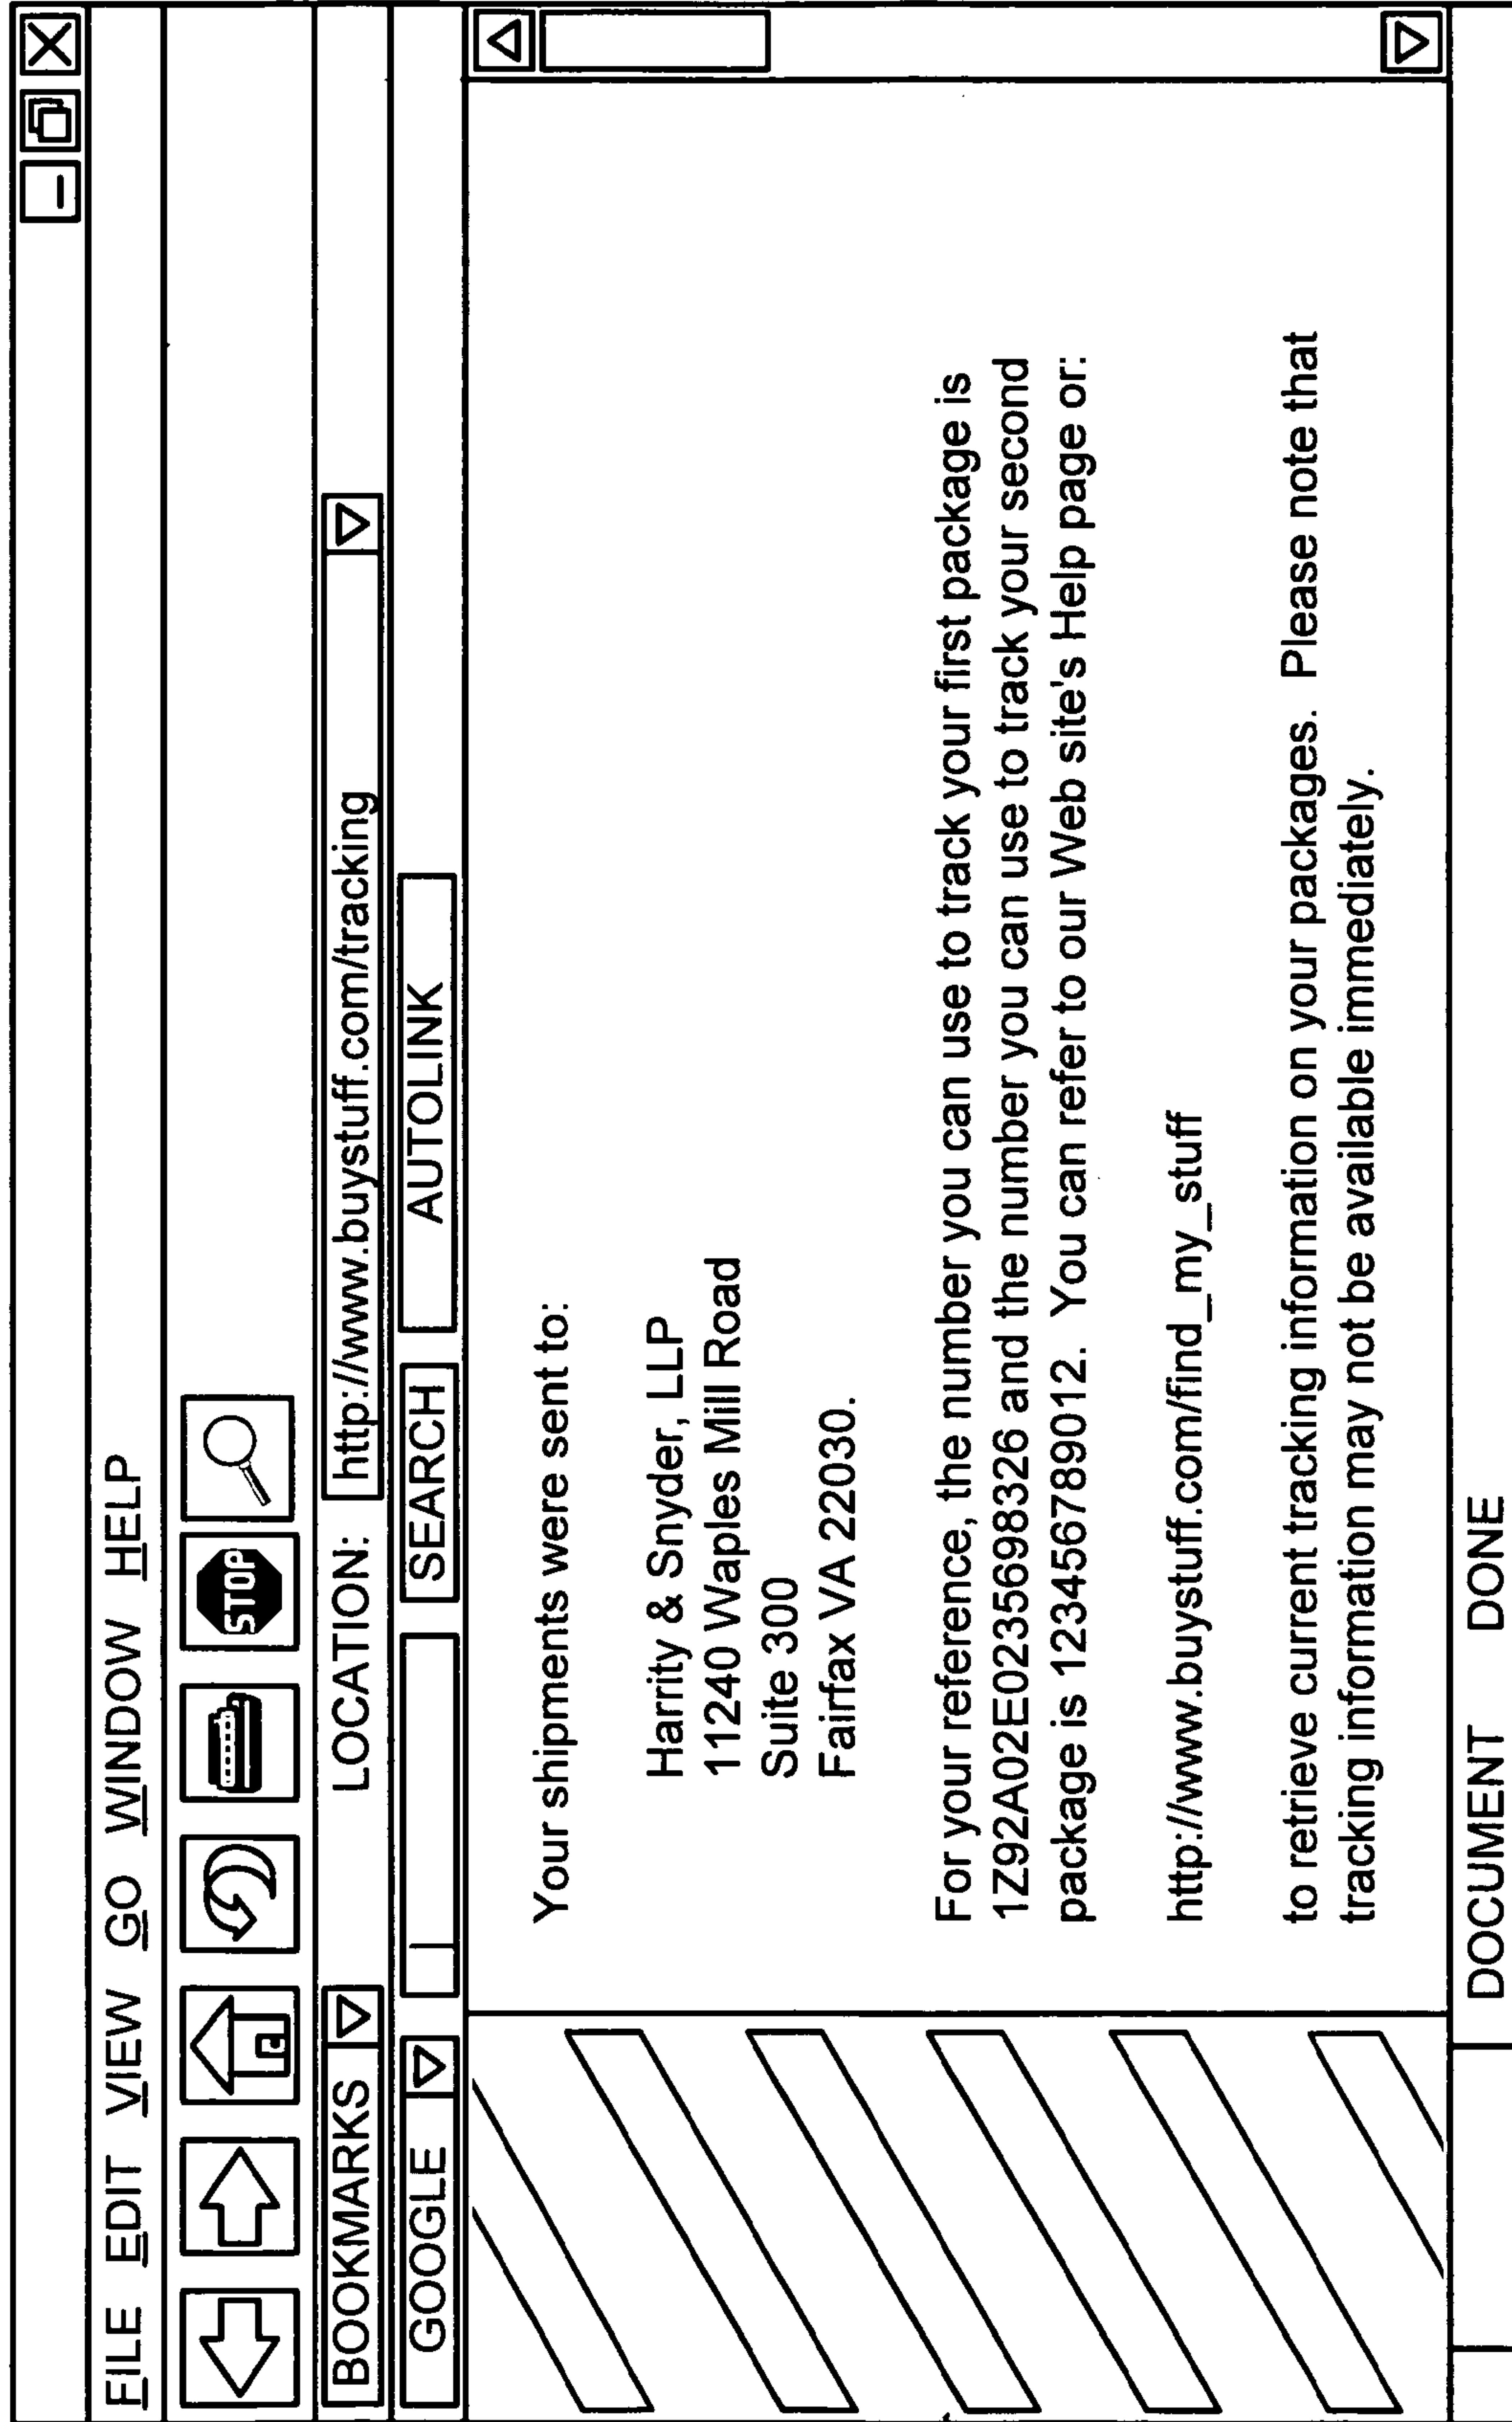 FILE EDIT VIEW GO WINDOW HELP
STOP
BOOKMARKS LOCATION: http://www.buystuff.com/tracking
GOOGLE SEARCH AUTOLINK
Your shipments were sent to:
Harrity & Snyder, LLP
11240 Waples Mill Road
Suite 300
Fairfax VA 22030.
For your reference, the number you can use to track your first package is
1Z92A02E0235698326 and the number you can use to track your second
package is 123456789012. You can refer to our Web site's Help page or:
http://www.buystuff.com/find_my_stuff
to retrieve current tracking information on your packages. Please note that
tracking information may not be available immediately.
DOCUMENT DONE